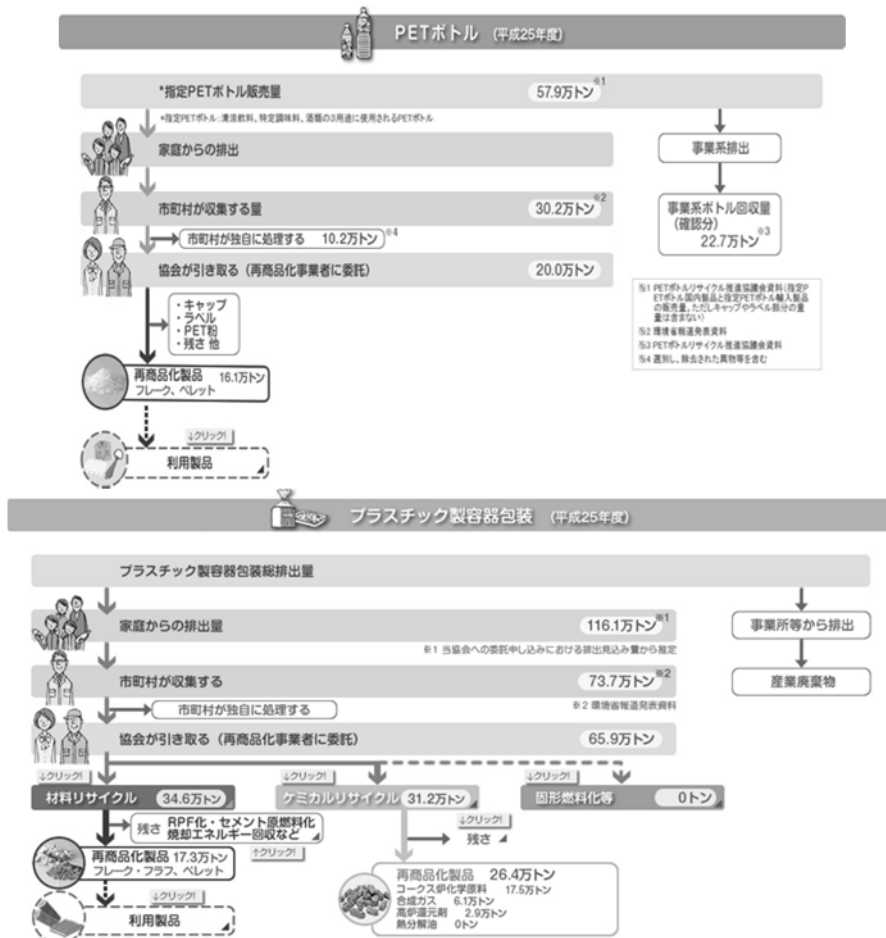 PETボトル (平成25年度)
*指定PETボトル販売量 57.9万トン※1
*指定PETボトル:清涼飲料、特定調味料、酒類の3用途に使用されるPETボトル
家庭からの排出
事業系排出
市町村が収集する量 30.2万トン※2
事業系ボトル回収量
(確認分)
22.7万トン※3
市町村が独自に処理する 10.2万トン※4
協会が引き取る(再商品化事業者に委託) 20.0万トン
※1 PETボトルリサイクル推進協議会資料(指定P
ETボトル国内製品と指定PETボトル輸入製品
の販売量。ただしキャップやラベル部分の重
量は含まない)
※2 環境省報道発表資料
※3 PETボトルリサイクル推進協議会資料
※4 選別し、除去された異物等を含む
・キャップ
・ラベル
・PET粉
・残さ 他
再商品化製品 16.1万トン
フレーク、ペレット
↓クリック!
利用製品
プラスチック製容器包装 (平成25年度)
プラスチック製容器包装総排出量
家庭からの排出量 116.1万トン※1
事業所等から排出
※1 当協会への委託申し込みにおける排出見込み量から推定
市町村が収集する 73.7万トン※2
産業廃棄物
市町村が独自に処理する
※2 環境省報道発表資料
協会が引き取る(再商品化事業者に委託) 65.9万トン
↓クリック!
↓クリック!
↓クリック!
材料リサイクル 34.6万トン
ケミカルリサイクル 31.2万トン
固形燃料化等 0トン
残さ RPF化・セメント原燃料化
焼却エネルギー回収など
↓クリック!
残さ
再商品化製品 17.3万トン
フレーク・フラフ、ペレット
↑クリック!
再商品化製品 26.4万トン
コークス炉化学原料 17.5万トン
合成ガス 6.1万トン
高炉還元剤 2.9万トン
熱分解油 0トン
↓クリック!
利用製品